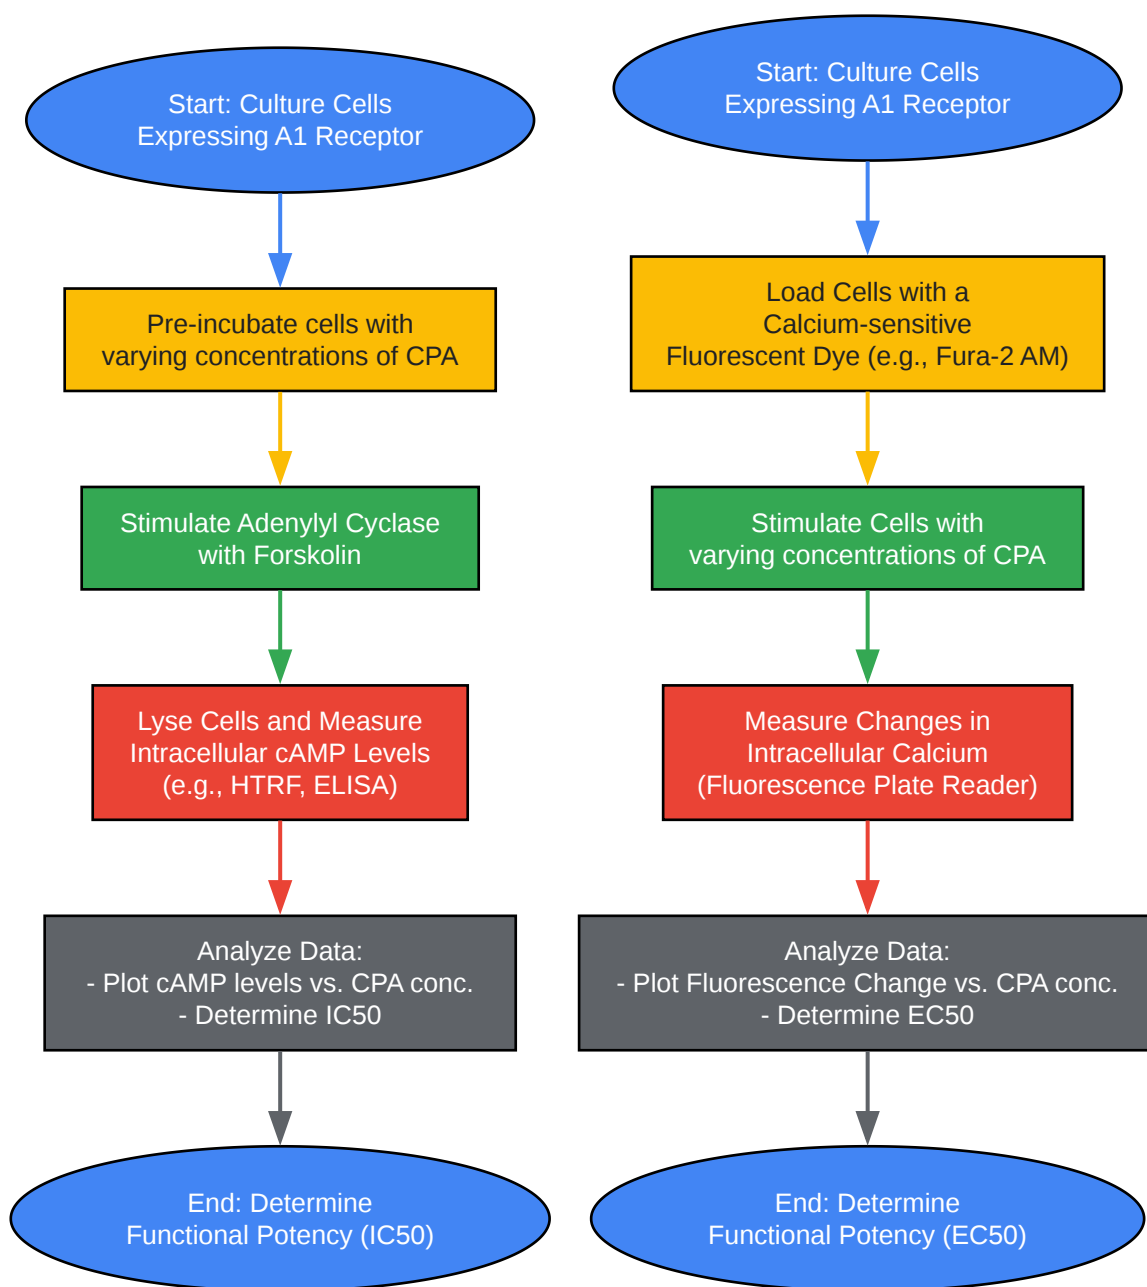 Start: Culture Cells
Expressing A1 Receptor
Pre-incubate cells with
varying concentrations of CPA
Stimulate Adenylyl Cyclase
with Forskolin
Lyse Cells and Measure
Intracellular cAMP Levels
(e.g., HTRF, ELISA)
Analyze Data:
- Plot cAMP levels vs. CPA conc.
- Determine IC50
End: Determine
Functional Potency (IC50)
Start: Culture Cells
Expressing A1 Receptor
Load Cells with a
Calcium-sensitive
Fluorescent Dye (e.g., Fura-2 AM)
Stimulate Cells with
varying concentrations of CPA
Measure Changes in
Intracellular Calcium
(Fluorescence Plate Reader)
Analyze Data:
- Plot Fluorescence Change vs. CPA conc.
- Determine EC50
End: Determine
Functional Potency (EC50)